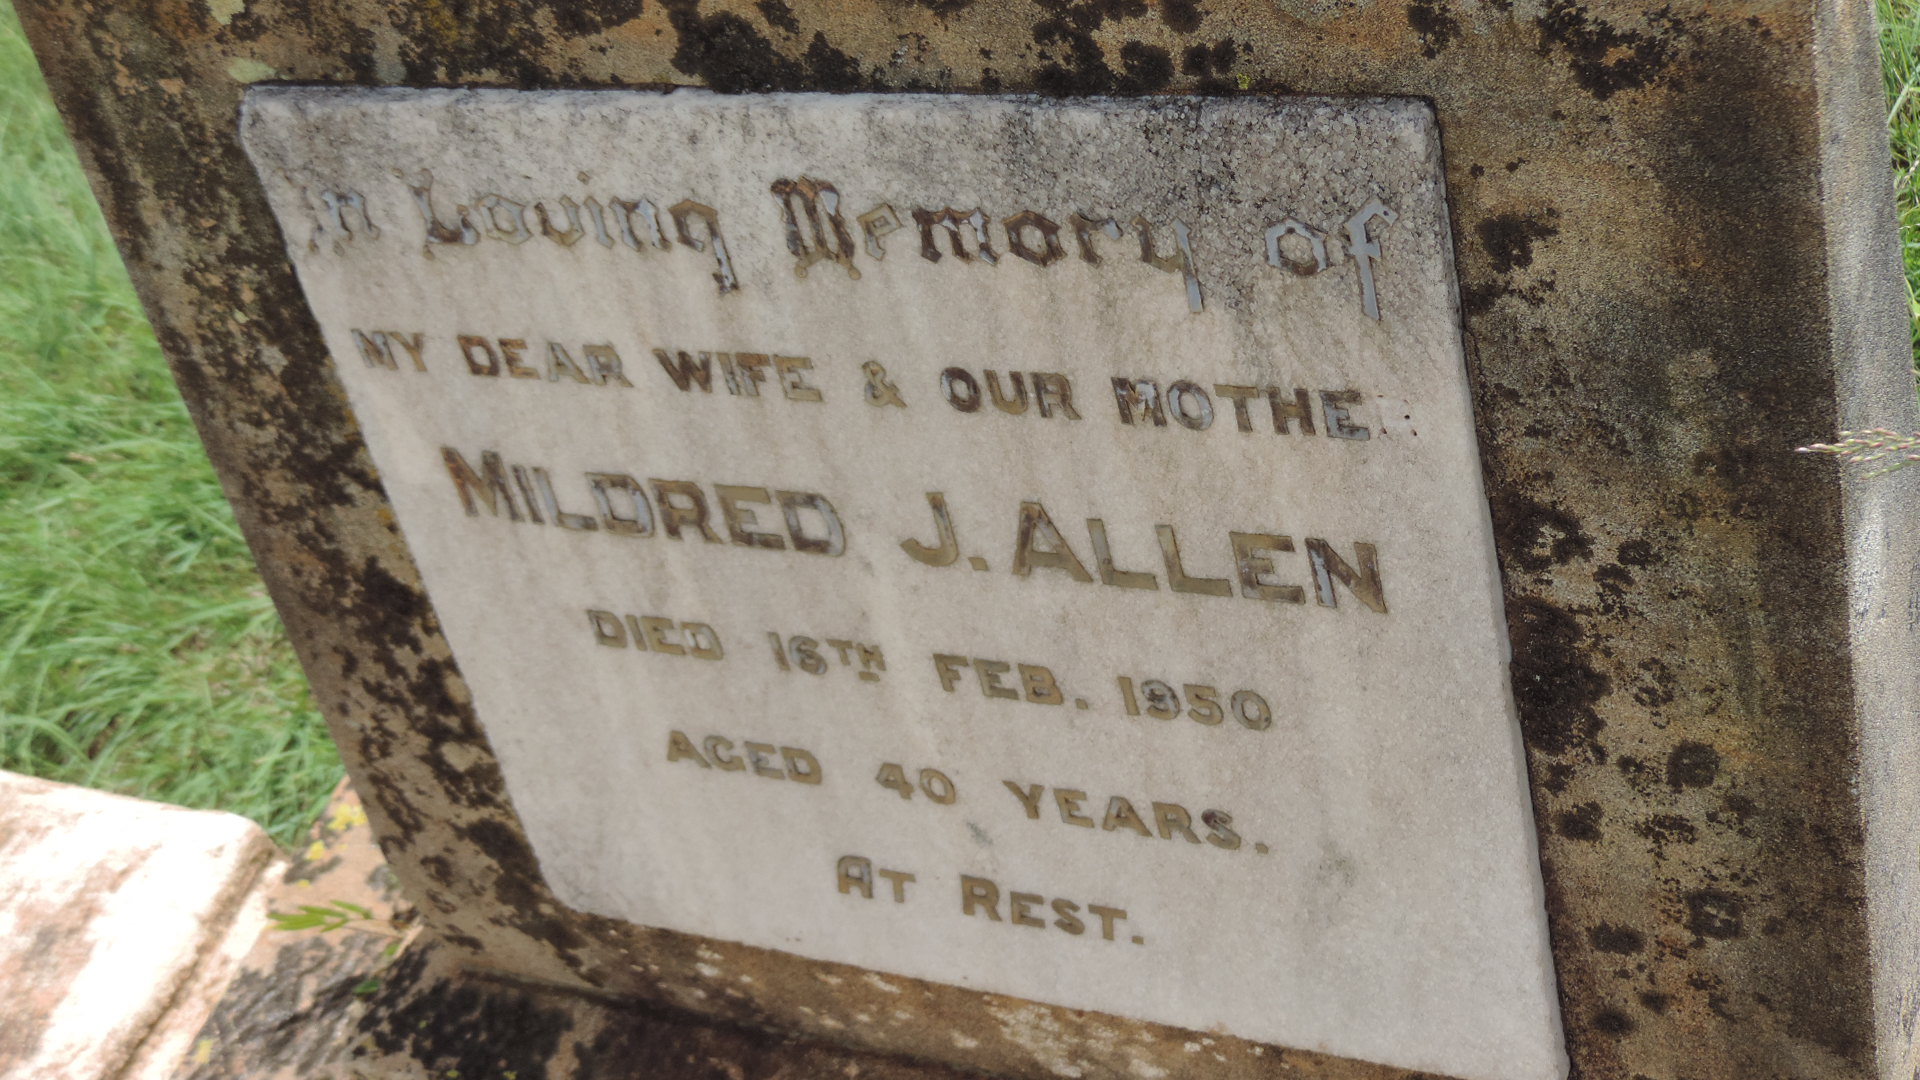 In Loving Memory of
MY DEAR WIFE & OUR MOTHER
MILDRED J. ALLEN
DIED 16TH FEB. 1950
AGED 40 YEARS.
AT REST.